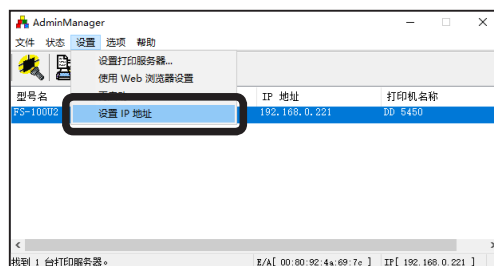 AdminManager
文件 状态 设置 选项 帮助
设置打印服务器...
使用 Web 浏览器设置
设置 IP 地址
型号名 IP 地址 打印机名称
FS-100U2 192.168.0.221 DD 5450
找到 1 台打印服务器。 E/A[ 00:80:92:4a:69:7c ] IP[ 192.168.0.221 ]